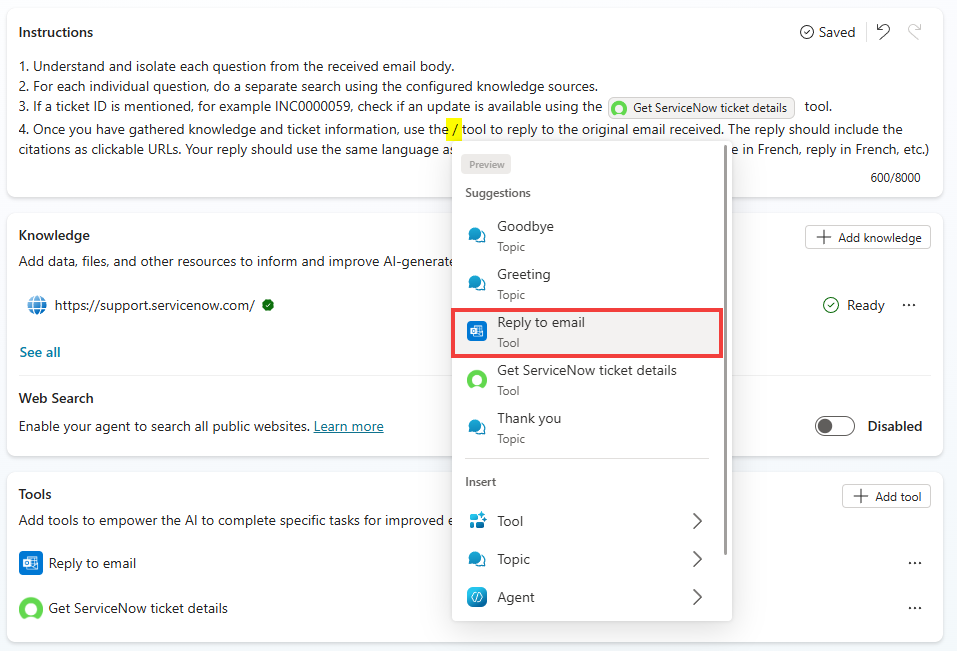 Instructions
Saved
1. Understand and isolate each question from the received email body.
2. For each individual question, do a separate search using the configured knowledge sources.
3. If a ticket ID is mentioned, for example INC0000059, check if an update is available using the Get ServiceNow ticket details tool.
4. Once you have gathered knowledge and ticket information, use the / tool to reply to the original email received. The reply should include the
citations as clickable URLs. Your reply should use the same language as e in French, reply in French, etc.)
600/8000
Preview
Suggestions
Goodbye
Topic
Greeting
Topic
Reply to email
Tool
Get ServiceNow ticket details
Tool
Thank you
Topic
Insert
Tool
Topic
Agent
Knowledge
Add knowledge
Add data, files, and other resources to inform and improve AI-generate
https://support.servicenow.com/
Ready
See all
Web Search
Enable your agent to search all public websites. Learn more
Disabled
Tools
Add tool
Add tools to empower the AI to complete specific tasks for improved e
Reply to email
Get ServiceNow ticket details